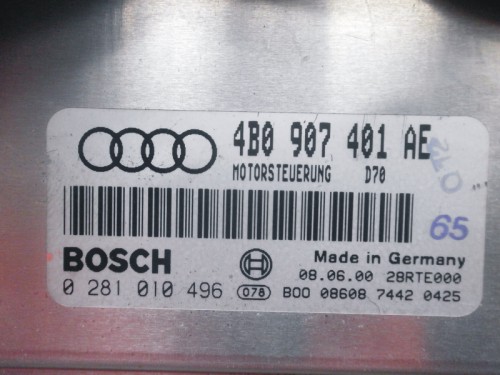 4B0 907 401 AE
MOTORSTEUERUNG D70
65
BOSCH
Made in Germany
08.06.00 28RTE000
0 281 010 496 078 B00 08608 7442 0425